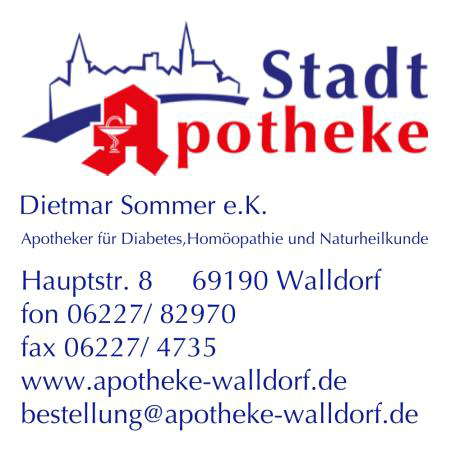 Stadt
Apotheke
Dietmar Sommer e.K.
Apotheker für Diabetes,Homöopathie und Naturheilkunde
Hauptstr. 8 69190 Walldorf
fon 06227/ 82970
fax 06227/ 4735
www.apotheke-walldorf.de
bestellung@apotheke-walldorf.de